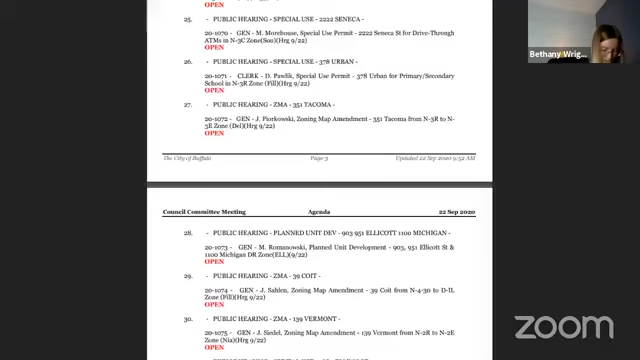 OPEN
25. - PUBLIC HEARING - SPECIAL USE - 2222 SENECA -
20-1070 - GEN - M. Morehouse, Special Use Permit - 2222 Seneca St for Drive-Through
ATMs in N-3C Zone(Sou)(Hrg 9/22)
OPEN
26. - PUBLIC HEARING - SPECIAL USE - 378 URBAN -
20-1071 - CLERK - D. Pawlik, Special Use Permit - 378 Urban for Primary/Secondary
School in N-3R Zone (Fill)(Hrg 9/22)
OPEN
27. - PUBLIC HEARING - ZMA - 351 TACOMA -
20-1072 - GEN - J. Piorkowski, Zoning Map Amendment - 351 Tacoma from N-3R to N-
3E Zone (Del)(Hrg 9/22)
OPEN
The City of Buffalo Page 3 Updated 22 Sep 2020 9:52 AM
Council Committee Meeting Agenda 22 Sep 2020
28. - PUBLIC HEARING - PLANNED UNIT DEV - 903 951 ELLICOTT 1100 MICHIGAN -
20-1073 - GEN - M. Romanowski, Planned Unit Development - 903, 951 Ellicott St &
1100 Michigan DR Zone(ELL)(9/22)
OPEN
29. - PUBLIC HEARING - ZMA - 39 COIT -
20-1074 - GEN - J. Sahlen, Zoning Map Amendment - 39 Coit from N-4-30 to D-IL
Zone (Fill)(Hrg 9/22)
OPEN
30. - PUBLIC HEARING - ZMA - 139 VERMONT -
20-1075 - GEN - J. Siedel, Zoning Map Amendment - 139 Vermont from N-2R to N-2E
Zone (Nia)(Hrg 9/22)
OPEN
Bethany Wrig...
zoom